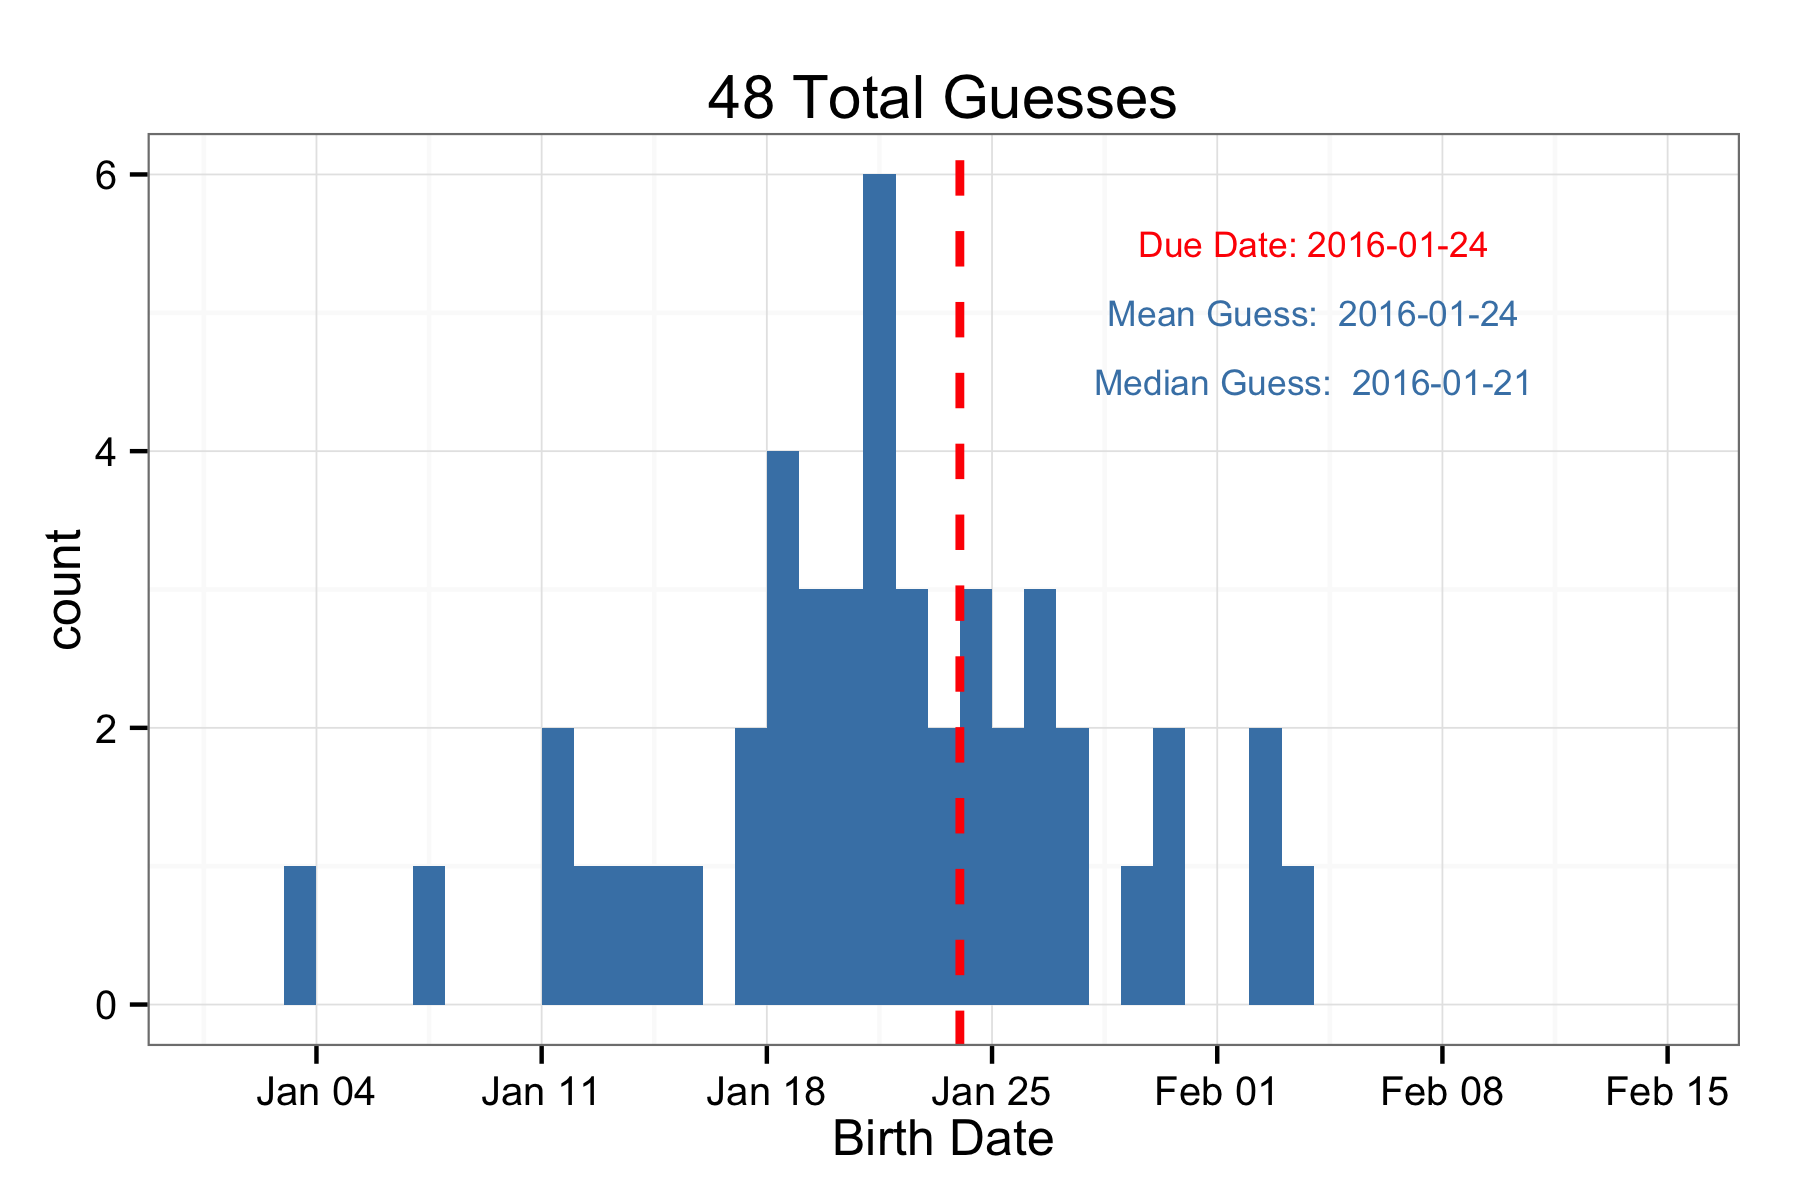 48 Total Guesses
6
4
2
0
count
Due Date: 2016-01-24
Mean Guess:  2016-01-24
Median Guess:  2016-01-21
Jan 04 Jan 11 Jan 18 Jan 25 Feb 01 Feb 08 Feb 15
Birth Date